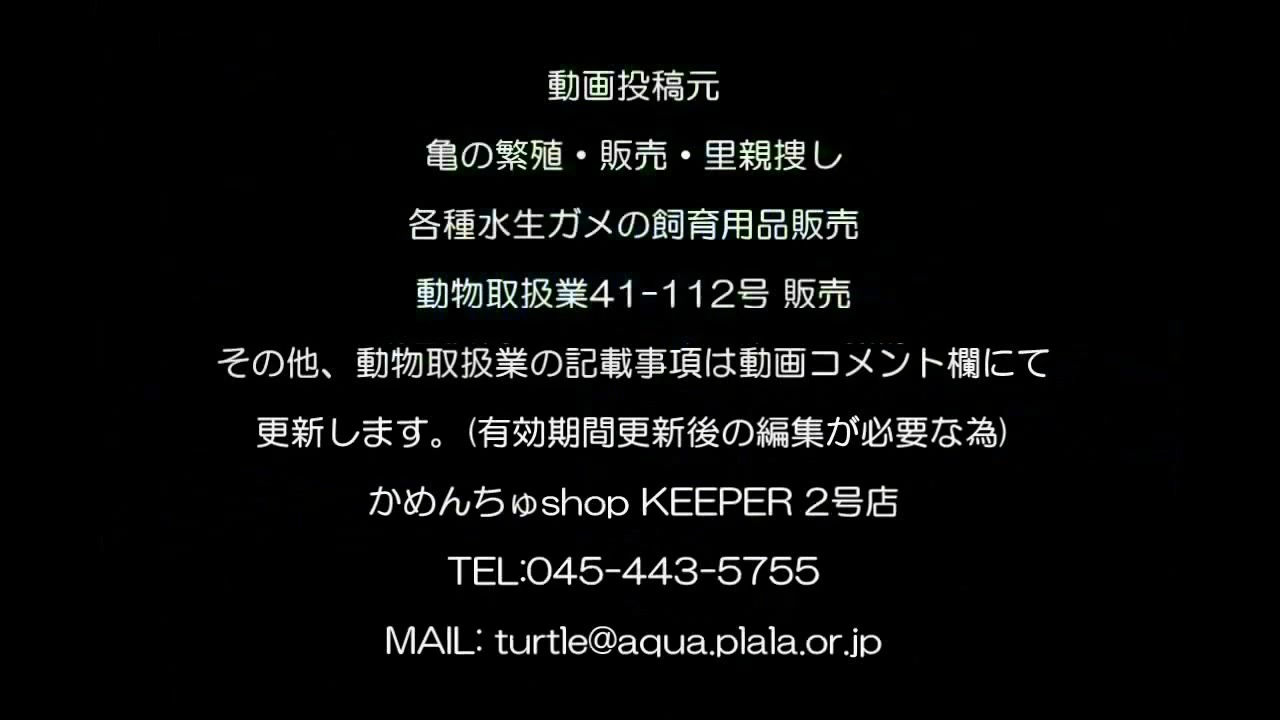 動画投稿元
亀の繁殖・販売・里親捜し
各種水生ガメの飼育用品販売
動物取扱業41-112号 販売
その他、動物取扱業の記載事項は動画コメント欄にて
更新します。(有効期間更新後の編集が必要な為)
かめんちゅshop KEEPER 2号店
TEL:045-443-5755
MAIL: turtle@aqua.plala.or.jp